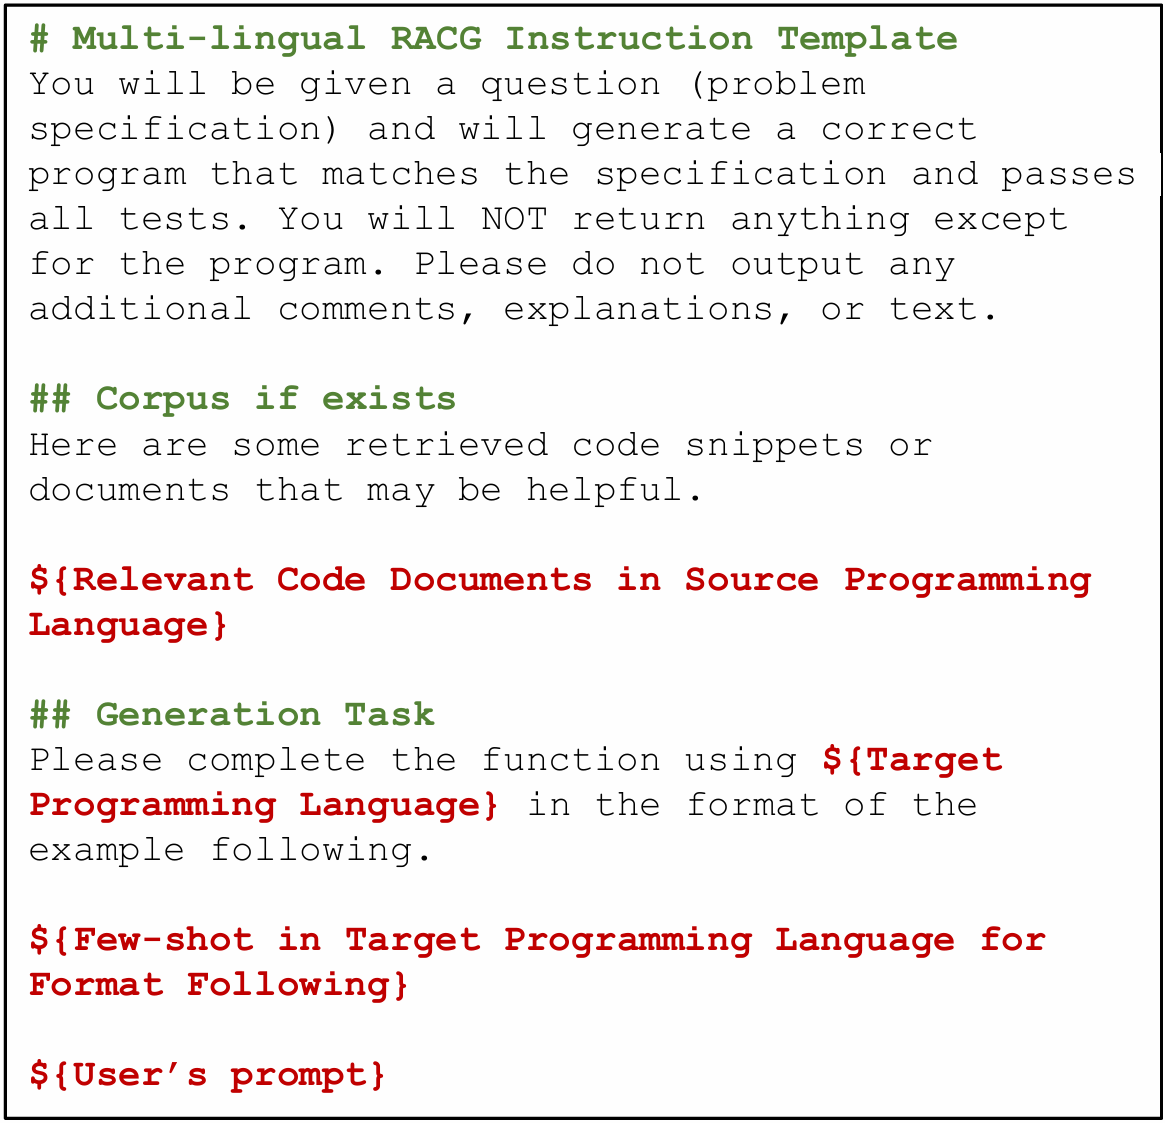 # Multi-lingual RACG Instruction Template
You will be given a question (problem
specification) and will generate a correct
program that matches the specification and passes
all tests. You will NOT return anything except
for the program. Please do not output any
additional comments, explanations, or text.
## Corpus if exists
Here are some retrieved code snippets or
documents that may be helpful.
${Relevant Code Documents in Source Programming
Language}
## Generation Task
Please complete the function using ${Target
Programming Language} in the format of the
example following.
${Few-shot in Target Programming Language for
Format Following}
${User’s prompt}